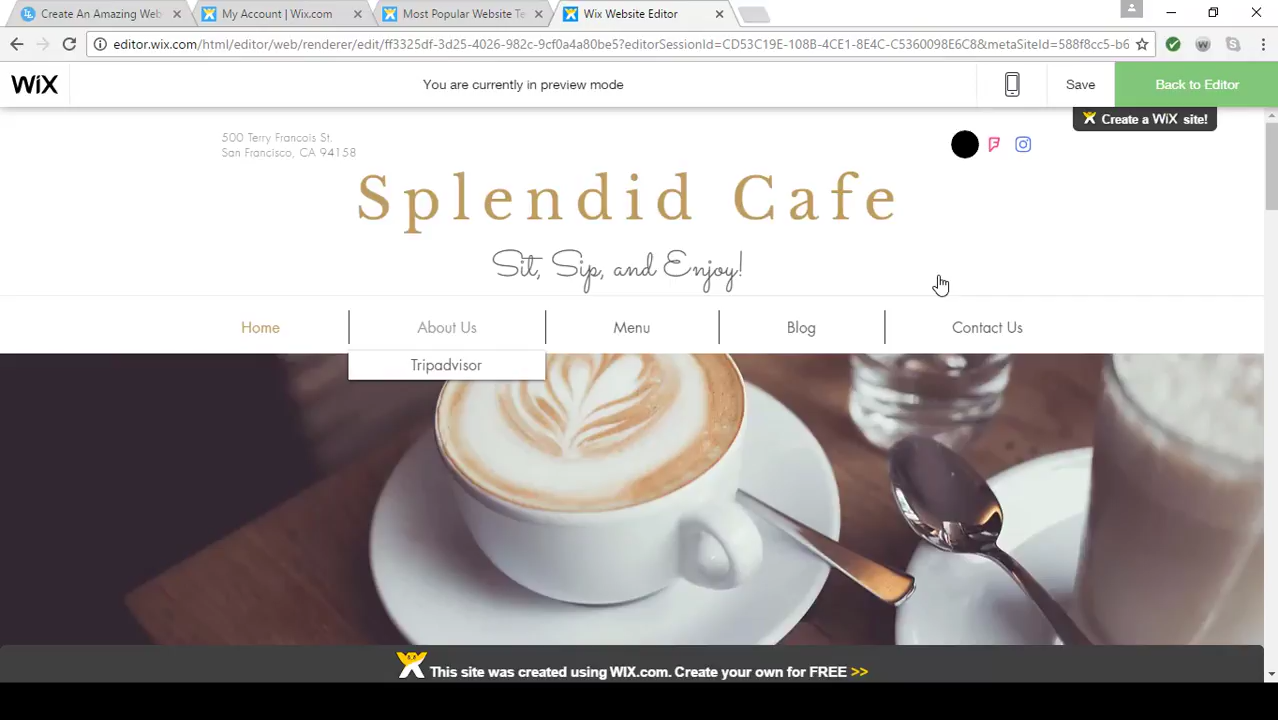 Create An Amazing Web
My Account | Wix.com
Most Popular Website Te
Wix Website Editor
editor.wix.com/html/editor/web/renderer/edit/ff3325df-3d25-4026-982c-9cf0a4a80be5?editorSessionId=CD53C19E-108B-4CE1-8E4C-C5360098E6C8&metaSiteId=588f8cc5-b6
WiX
You are currently in preview mode
Save
Back to Editor
Create a WiX site!
500 Terry Francois St.
San Francisco, CA 94158
Splendid Cafe
Sit, Sip, and Enjoy!
Home
About Us
Menu
Blog
Contact Us
Tripadvisor
This site was created using WIX.com. Create your own for FREE >>